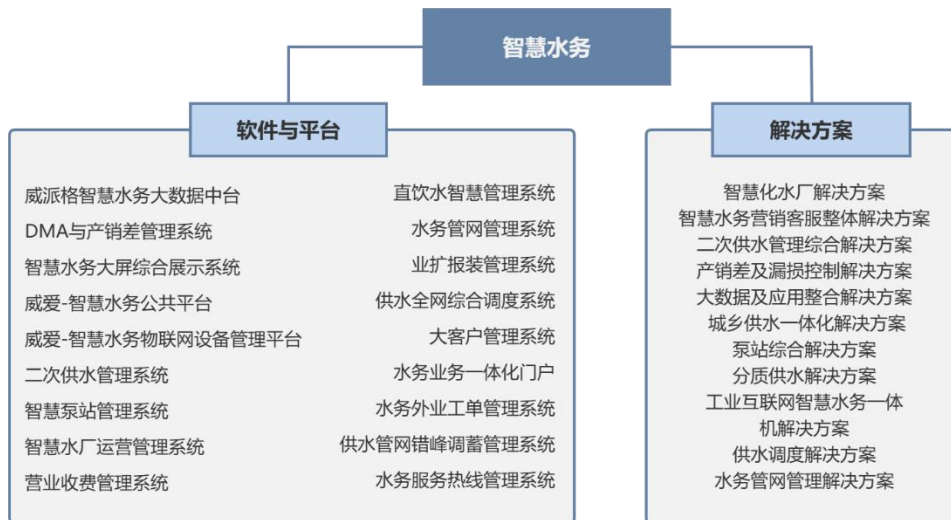 智慧水务
软件与平台
威派格智慧水务大数据中台
DMA与产销差管理系统
智慧水务大屏综合展示系统
威爱-智慧水务公共平台
威爱-智慧水务物联网设备管理平台
二次供水管理系统
智慧泵站管理系统
智慧水厂运营管理系统
营业收费管理系统
直饮水智慧管理系统
水务管网管理系统
业扩报装管理系统
供水全网综合调度系统
大客户管理系统
水务业务一体化门户
水务外业工单管理系统
供水管网错峰调蓄管理系统
水务服务热线管理系统
解决方案
智慧化水厂解决方案
智慧水务营销客服整体解决方案
二次供水管理综合解决方案
产销差及漏损控制解决方案
大数据及应用整合解决方案
城乡供水一体化解决方案
泵站综合解决方案
分质供水解决方案
工业互联网智慧水务一体
机解决方案
供水调度解决方案
水务管网管理解决方案